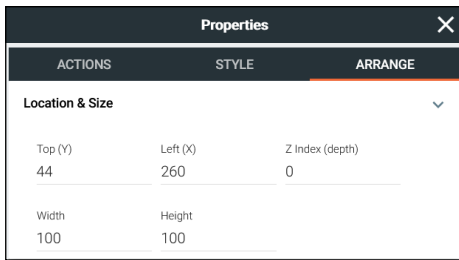 Properties
ACTIONS STYLE ARRANGE
Location & Size
Top (Y) Left (X) Z Index (depth)
44 260 0
Width Height
100 100